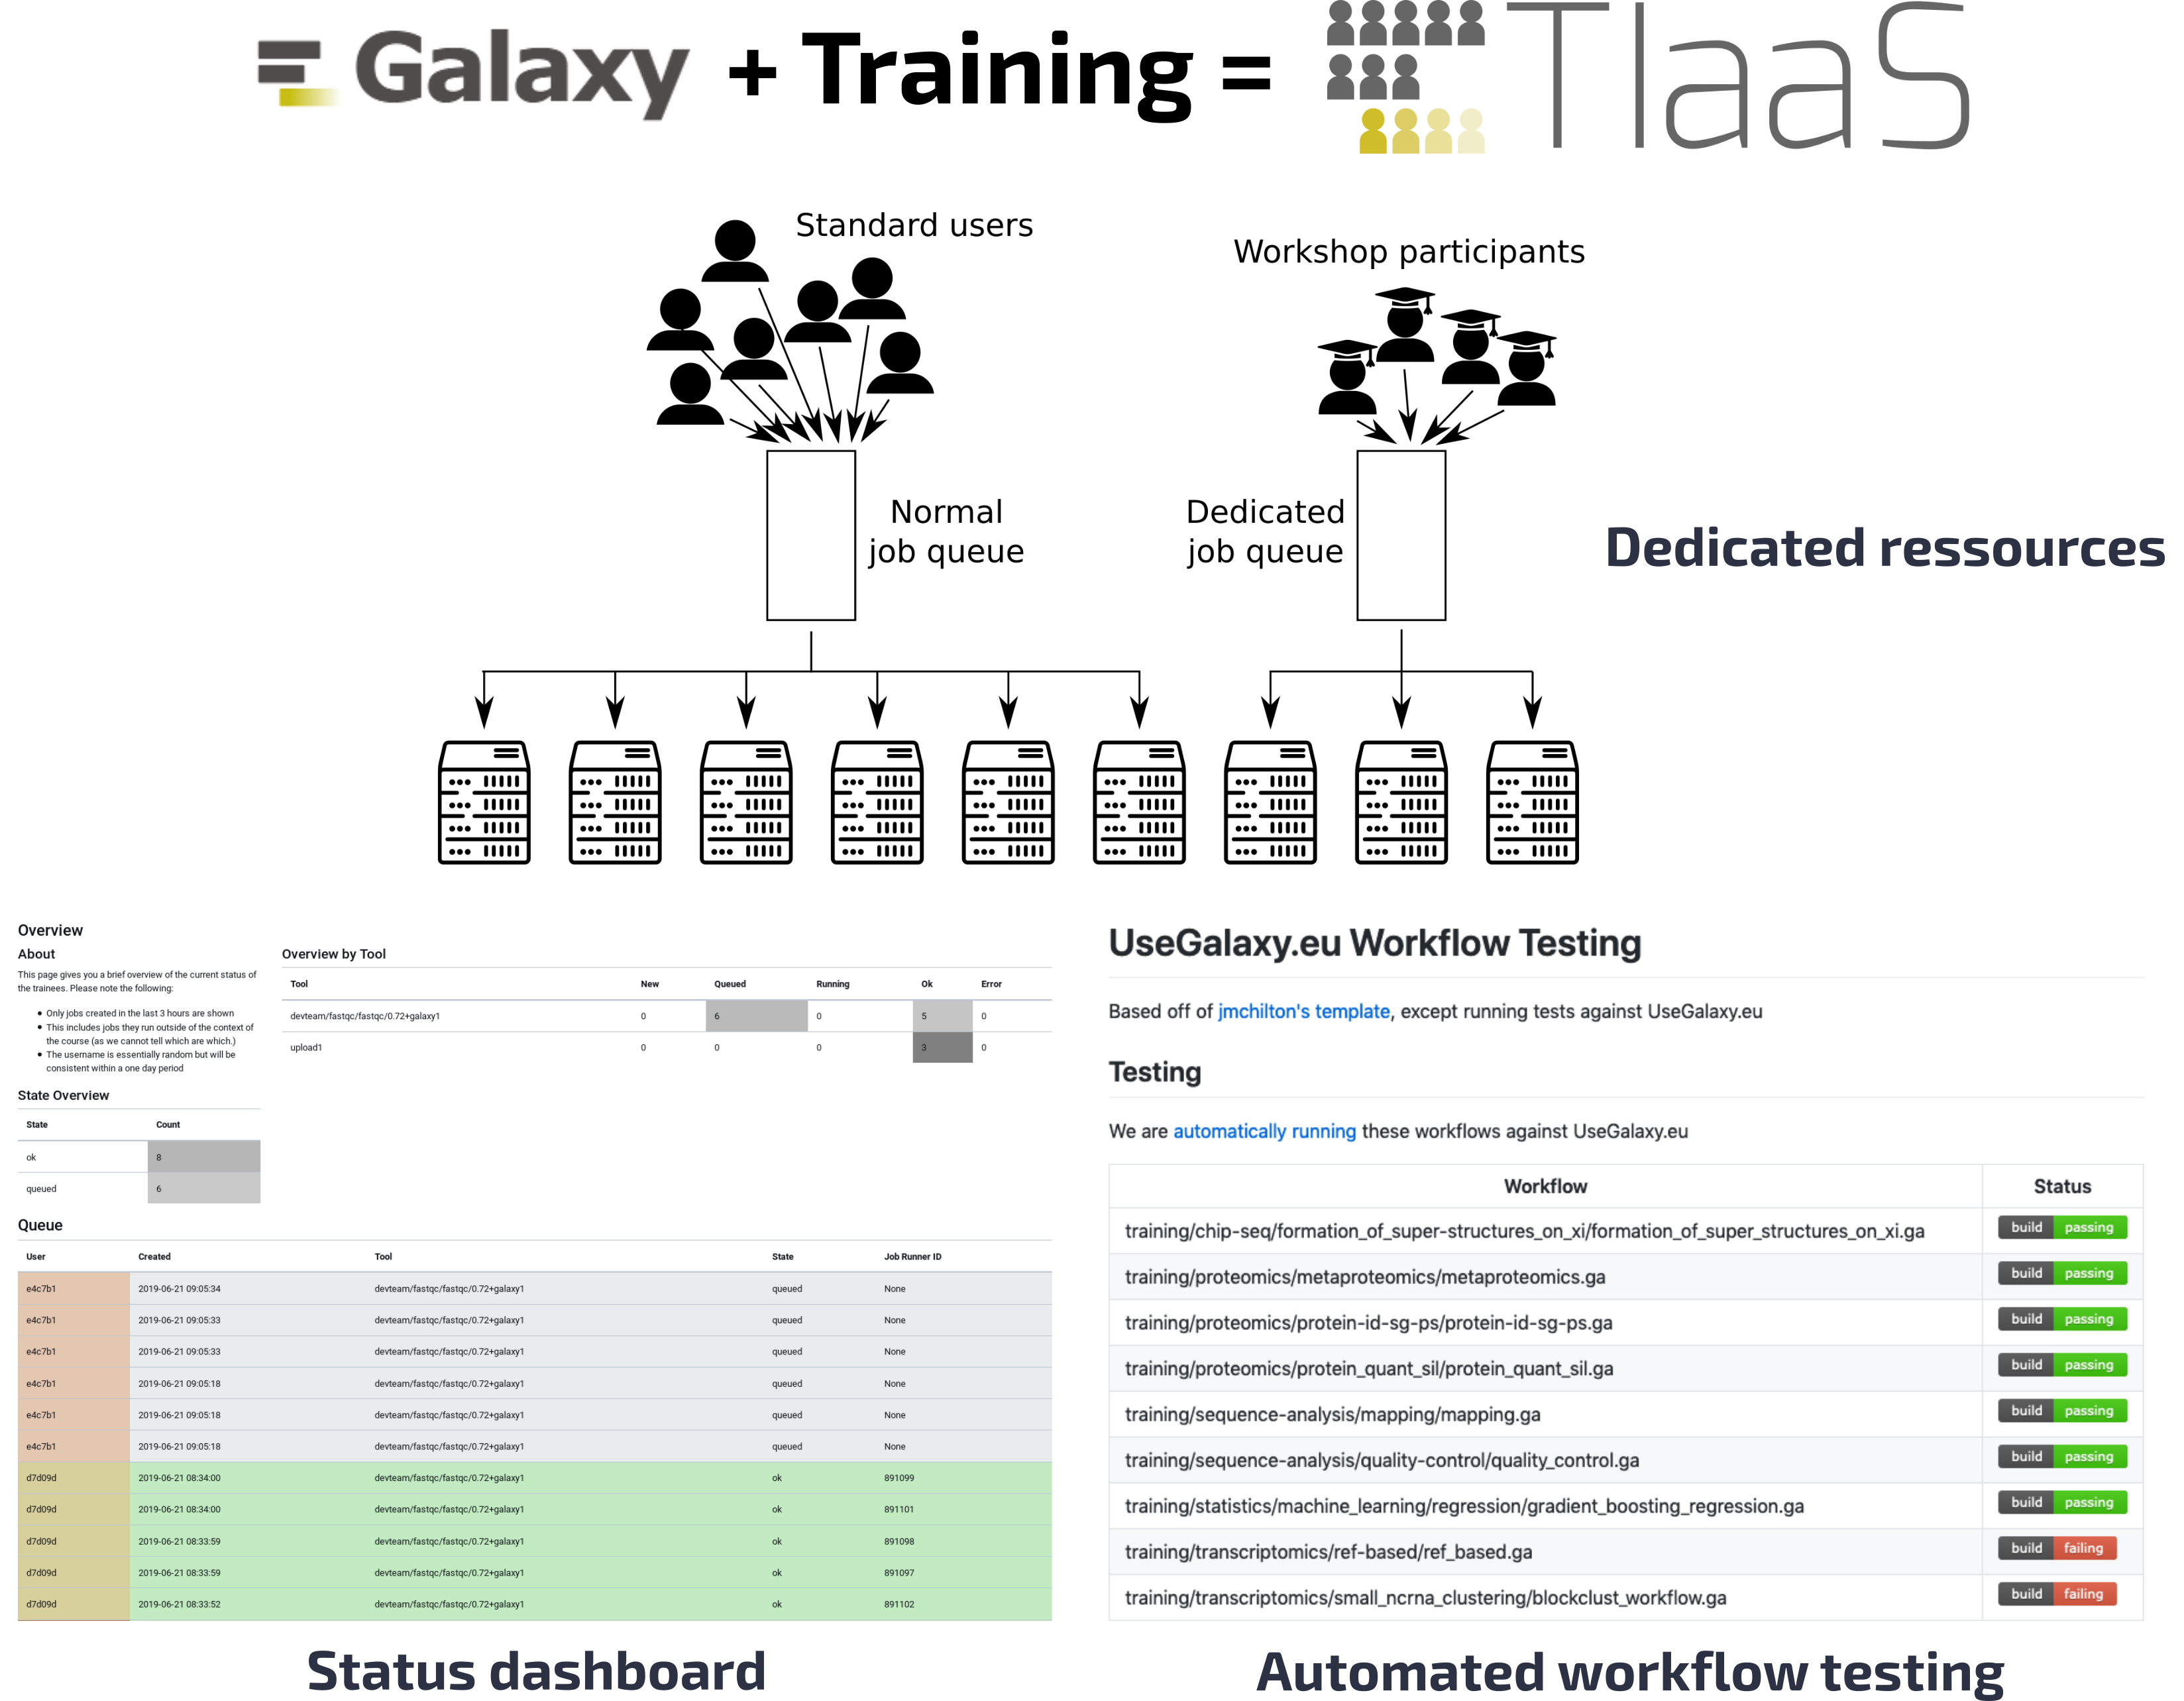 Galaxy + Training = TIaaS
Standard users
Workshop participants
Normal
job queue
Dedicated
job queue
Dedicated ressources
Overview
About
This page gives you a brief overview of the current status of
the trainees. Please note the following:
Only jobs created in the last 3 hours are shown
This includes jobs they run outside of the context of
the course (as we cannot tell which are which.)
The username is essentially random but will be
consistent within a one day period
State Overview
State Count
ok 8
queued 6
Overview by Tool
Tool New Queued Running Ok Error
devteam/fastqc/fastqc/0.72+galaxy1 0 6 0 5 0
upload1 0 0 0 3 0
Queue
User Created Tool State Job Runner ID
e4c7b1 2019-06-21 09:05:34 devteam/fastqc/fastqc/0.72+galaxy1 queued None
e4c7b1 2019-06-21 09:05:33 devteam/fastqc/fastqc/0.72+galaxy1 queued None
e4c7b1 2019-06-21 09:05:33 devteam/fastqc/fastqc/0.72+galaxy1 queued None
e4c7b1 2019-06-21 09:05:18 devteam/fastqc/fastqc/0.72+galaxy1 queued None
e4c7b1 2019-06-21 09:05:18 devteam/fastqc/fastqc/0.72+galaxy1 queued None
e4c7b1 2019-06-21 09:05:18 devteam/fastqc/fastqc/0.72+galaxy1 queued None
d7d09d 2019-06-21 08:34:00 devteam/fastqc/fastqc/0.72+galaxy1 ok 891099
d7d09d 2019-06-21 08:34:00 devteam/fastqc/fastqc/0.72+galaxy1 ok 891101
d7d09d 2019-06-21 08:33:59 devteam/fastqc/fastqc/0.72+galaxy1 ok 891098
d7d09d 2019-06-21 08:33:59 devteam/fastqc/fastqc/0.72+galaxy1 ok 891097
d7d09d 2019-06-21 08:33:52 devteam/fastqc/fastqc/0.72+galaxy1 ok 891102
Status dashboard
UseGalaxy.eu Workflow Testing
Based off of jmchilton's template, except running tests against UseGalaxy.eu
Testing
We are automatically running these workflows against UseGalaxy.eu
Workflow Status
training/chip-seq/formation_of_super-structures_on_xi/formation_of_super_structures_on_xi.ga build passing
training/proteomics/metaproteomics/metaproteomics.ga build passing
training/proteomics/protein-id-sg-ps/protein-id-sg-ps.ga build passing
training/proteomics/protein_quant_sil/protein_quant_sil.ga build passing
training/sequence-analysis/mapping/mapping.ga build passing
training/sequence-analysis/quality-control/quality_control.ga build passing
training/statistics/machine_learning/regression/gradient_boosting_regression.ga build passing
training/transcriptomics/ref-based/ref_based.ga build failing
training/transcriptomics/small_ncrna_clustering/blockclust_workflow.ga build failing
Automated workflow testing